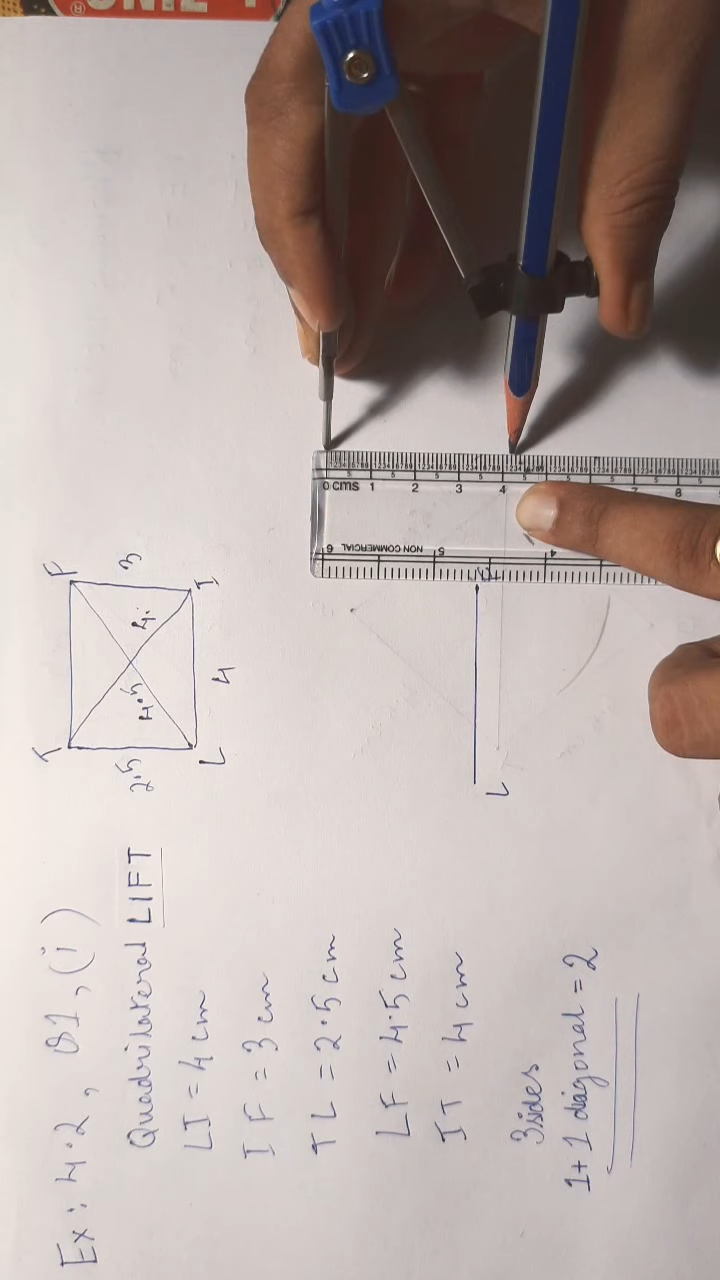 Ex: 4.2, Q1, (i)
Quadrilateral LIFT
LI = 4 cm
IF = 3 cm
TL = 2.5 cm
LF = 4.5 cm
IT = 4 cm
3 sides
1+1 diagonal = 2
T F
2.5 4.5 4 3
L 4 I
L
0 CMS 1 2 3 4 7 8
NON COMMERCIAL
6 5 4